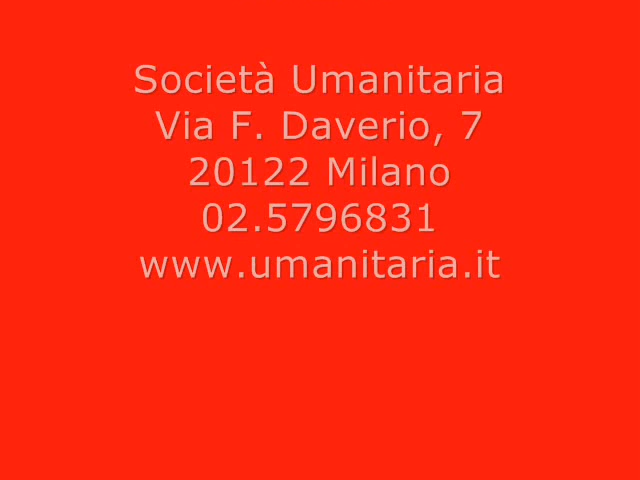 Società Umanitaria
Via F. Daverio, 7
20122 Milano
02.5796831
www.umanitaria.it